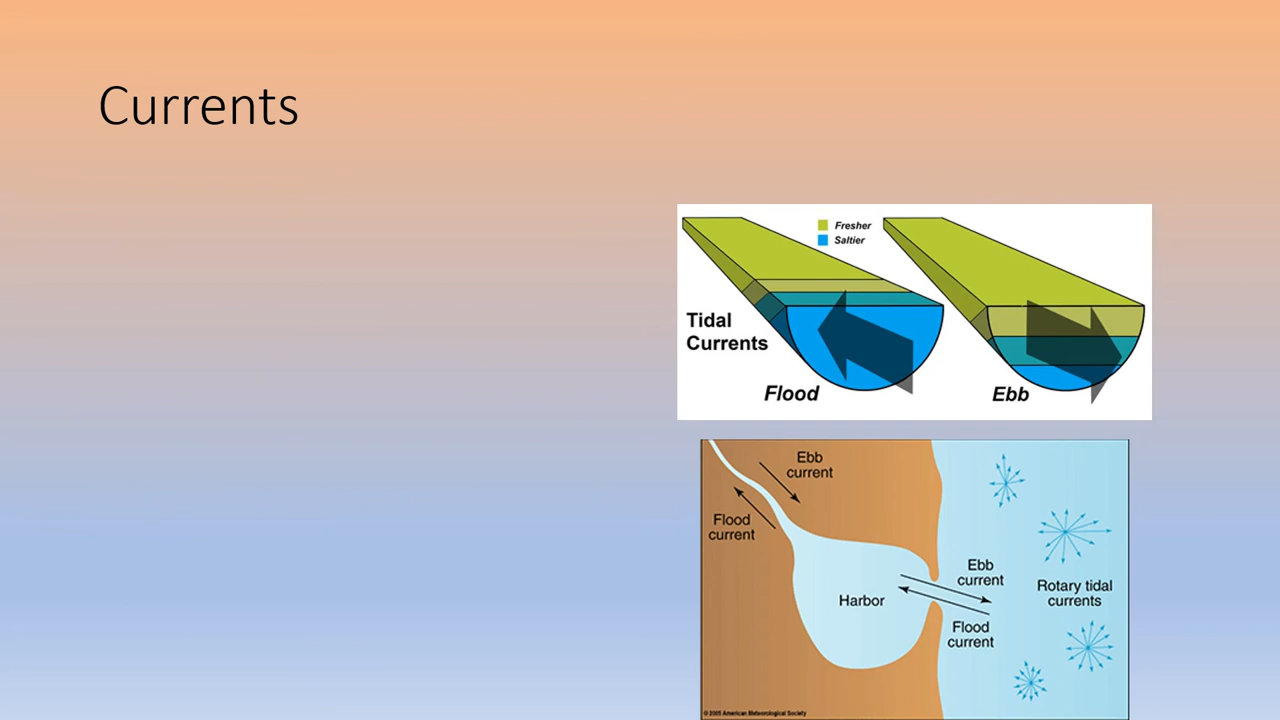 Currents
Fresher
Saltier
Tidal
Currents
Flood
Ebb
Ebb
current
Flood
current
Harbor
Ebb
current
Flood
current
Rotary tidal
currents
© 2005 American Meteorological Society